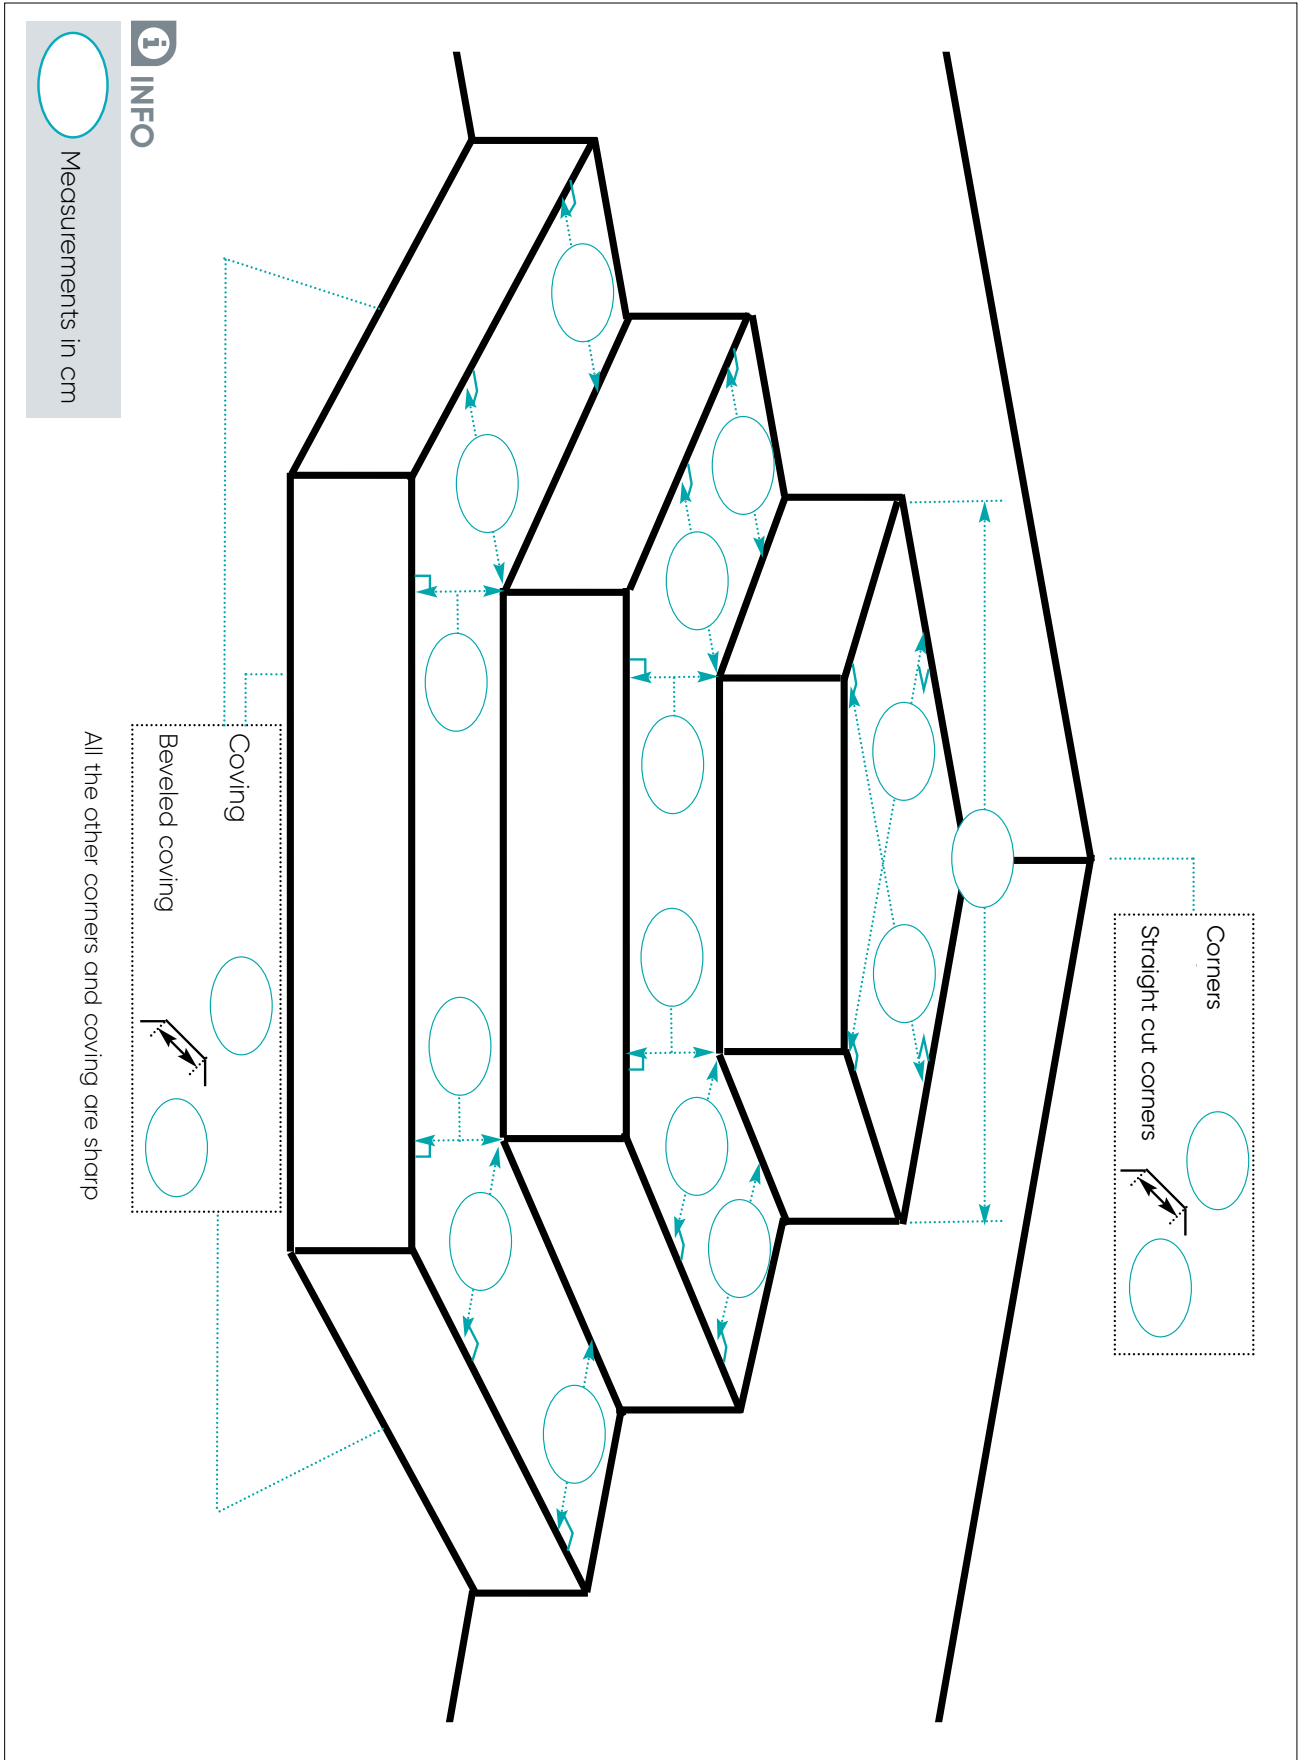 Corners
Straight cut corners
Coving
Beveled coving
All the other corners and coving are sharp
i INFO
Measurements in cm